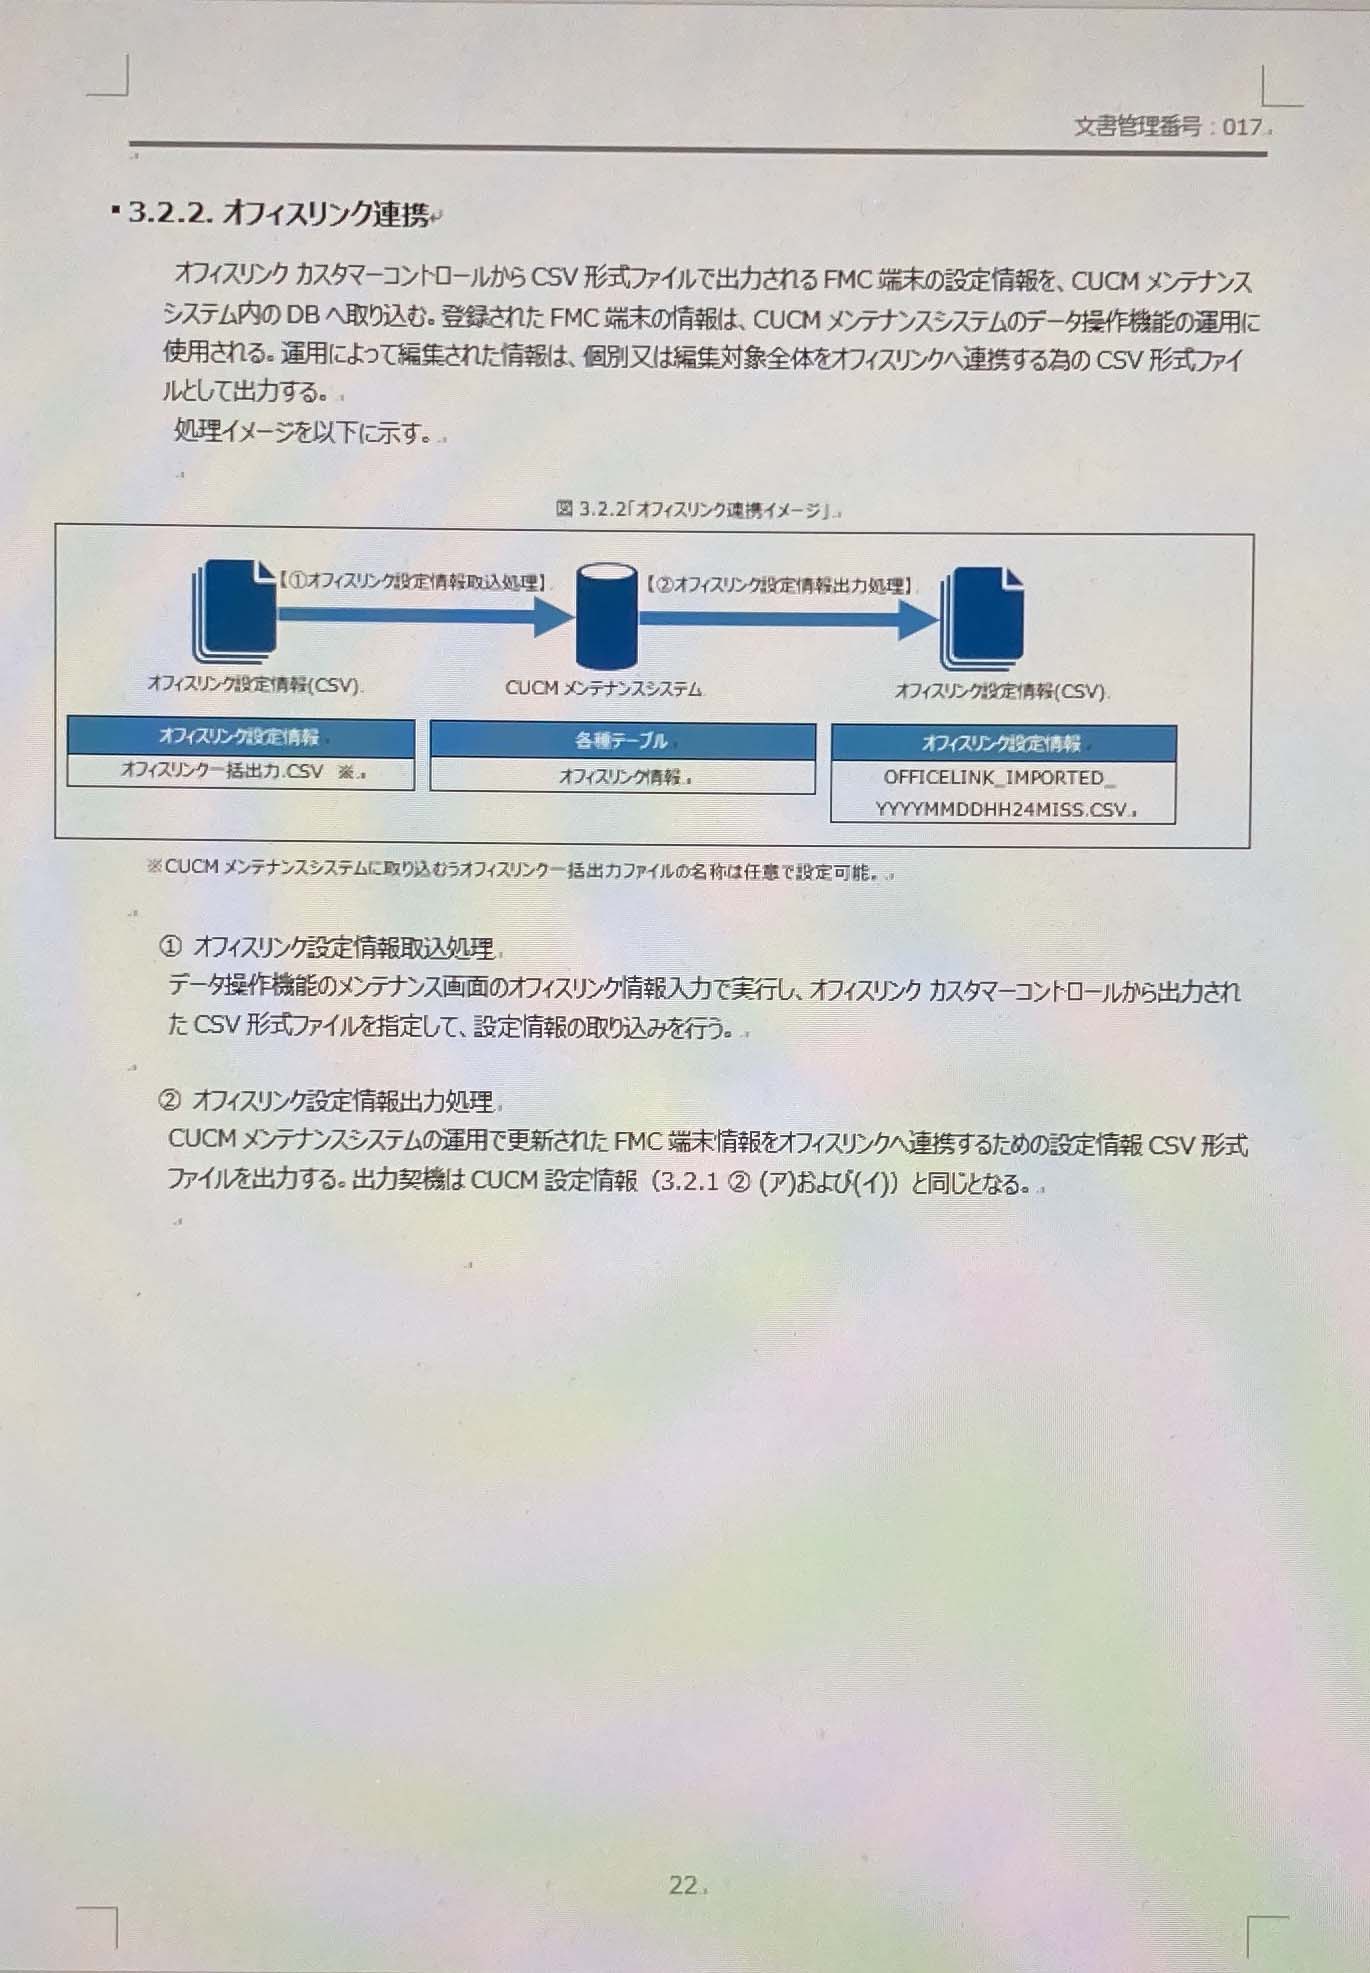 文書管理番号：017
3.2.2. オフィスリンク連携
オフィスリンク カスタマーコントロールから CSV 形式ファイルで出力される FMC 端末の設定情報を、CUCM メンテナンス
システム内の DB へ取り込む。登録された FMC 端末の情報は、CUCM メンテナンスシステムのデータ操作機能の運用に
使用される。運用によって編集された情報は、個別又は編集対象全体をオフィスリンクへ連携する為の CSV 形式ファイ
ルとして出力する。
処理イメージを以下に示す。
図 3.2.2「オフィスリンク連携イメージ」
【①オフィスリンク設定情報取込処理】
【②オフィスリンク設定情報出力処理】
オフィスリンク設定情報(CSV)
CUCM メンテナンスシステム
オフィスリンク設定情報(CSV)
オフィスリンク設定情報
オフィスリンク一括出力.CSV ※
各種テーブル
オフィスリンク情報
オフィスリンク設定情報
OFFICELINK_IMPORTED_
YYYYMMDDHH24MISS.CSV
※CUCM メンテナンスシステムに取り込むうオフィスリンク一括出力ファイルの名称は任意で設定可能。
① オフィスリンク設定情報取込処理
データ操作機能のメンテナンス画面のオフィスリンク情報入力で実行し、オフィスリンク カスタマーコントロールから出力され
た CSV 形式ファイルを指定して、設定情報の取り込みを行う。
② オフィスリンク設定情報出力処理
CUCM メンテナンスシステムの運用で更新された FMC 端末情報をオフィスリンクへ連携するための設定情報 CSV 形式
ファイルを出力する。出力契機は CUCM 設定情報（3.2.1 ② (ア)および(イ)）と同じとなる。
22